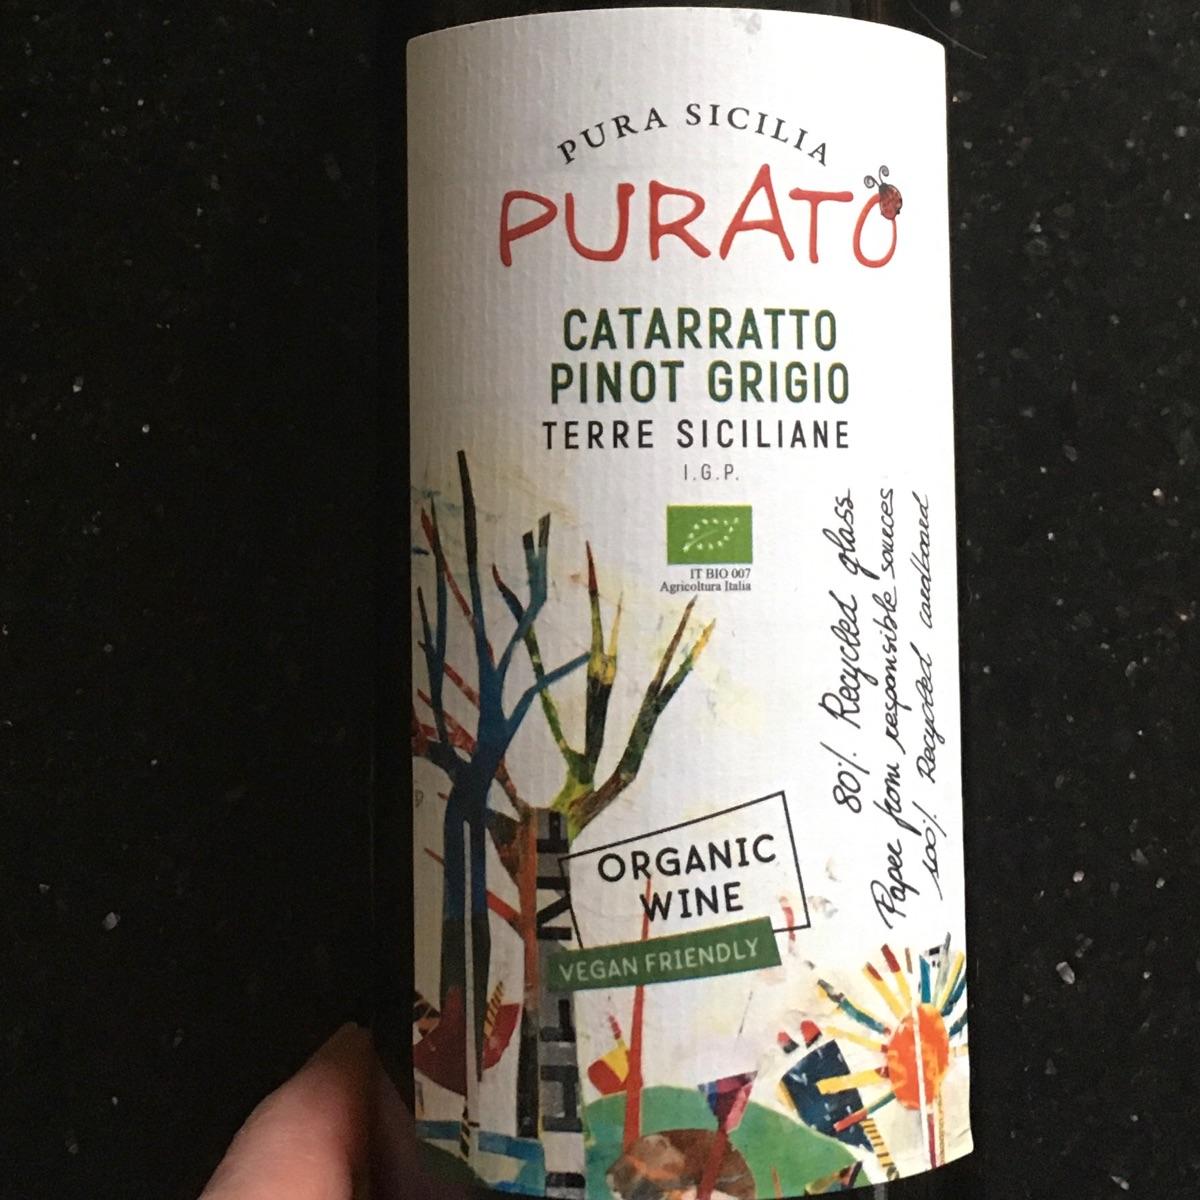 PURA SICILIA
PURATO
CATARRATTO
PINOT GRIGIO
TERRE SICILIANE
I.G.P.
IT BIO 007
Agricoltura Italia
80% Recycled glass
Paper from responsible sources
100% Recycled cardboard
ORGANIC
WINE
VEGAN FRIENDLY